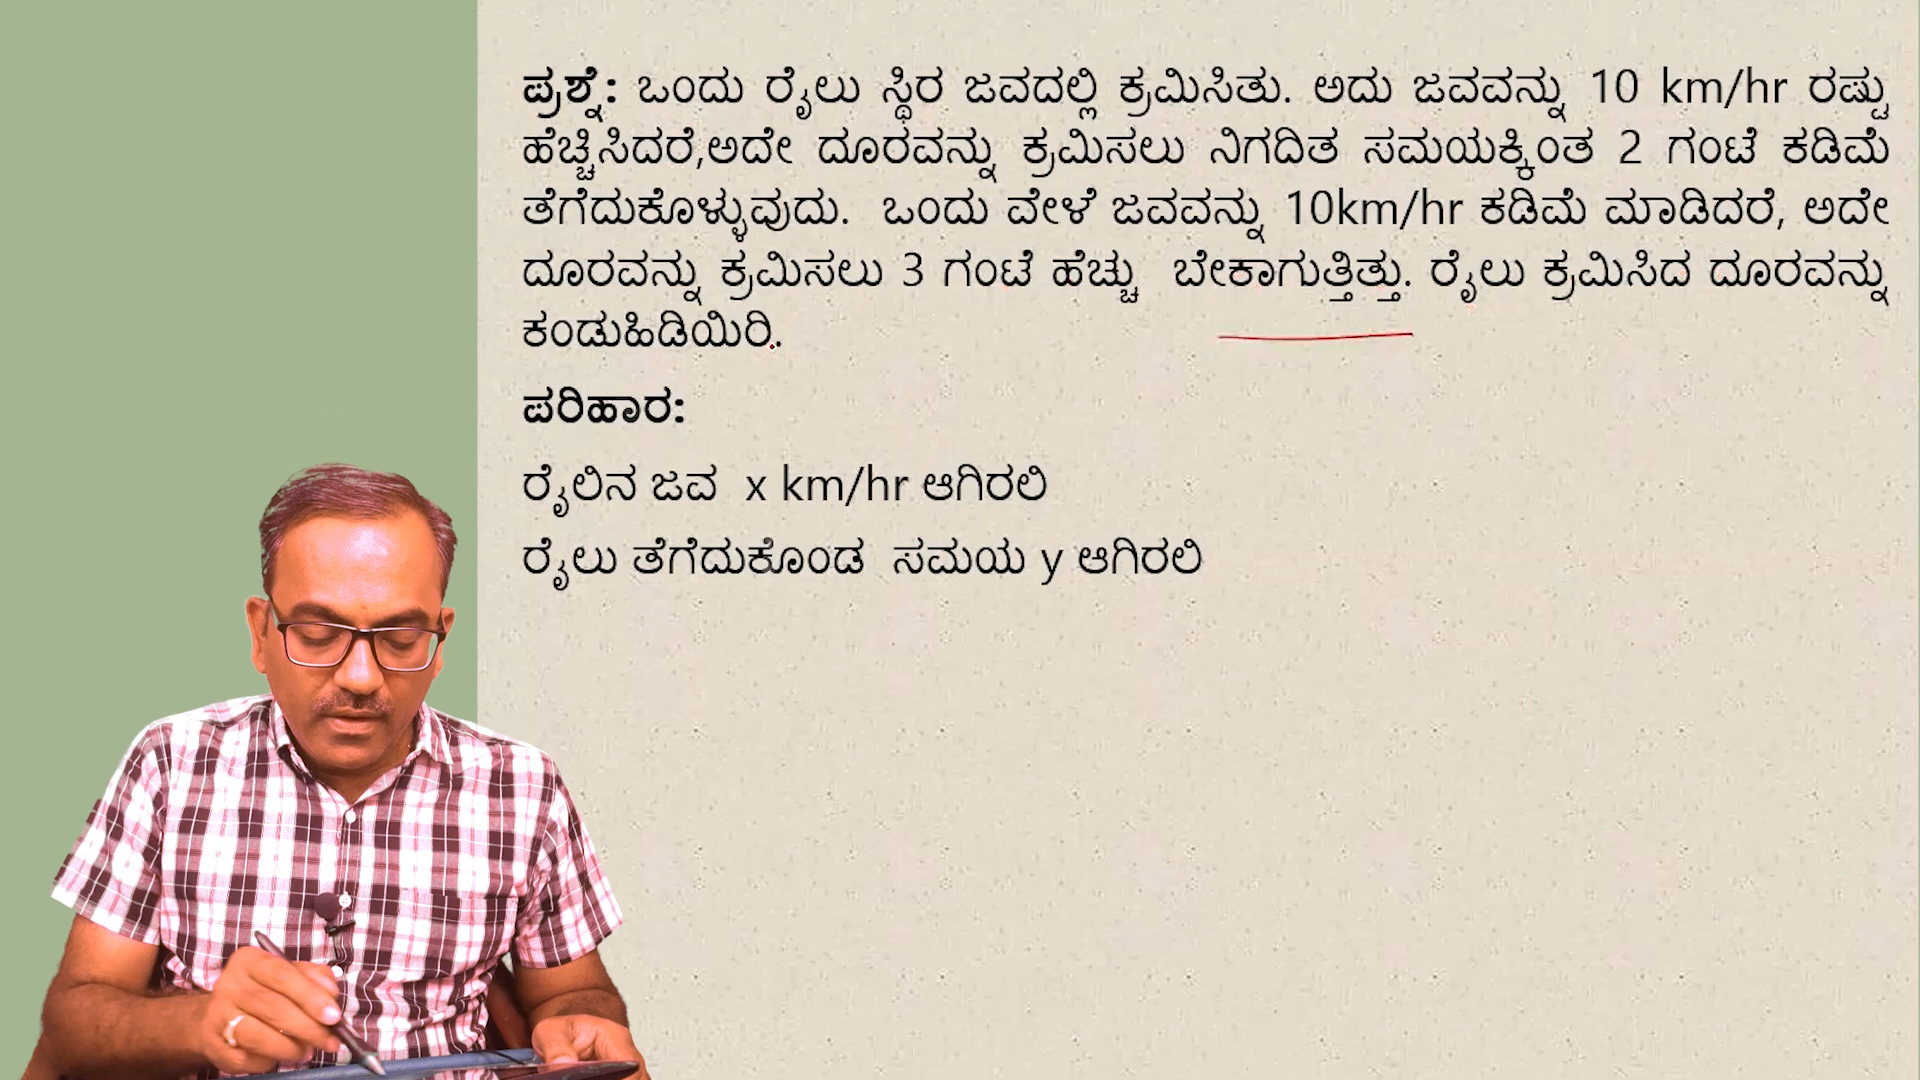 ಪ್ರಶ್ನೆ: ಒಂದು ರೈಲು ಸ್ಥಿರ ಜವದಲ್ಲಿ ಕ್ರಮಿಸಿತು. ಅದು ಜವವನ್ನು 10 km/hr ರಷ್ಟು
ಹೆಚ್ಚಿಸಿದರೆ,ಅದೇ ದೂರವನ್ನು ಕ್ರಮಿಸಲು ನಿಗದಿತ ಸಮಯಕ್ಕಿಂತ 2 ಗಂಟೆ ಕಡಿಮೆ
ತೆಗೆದುಕೊಳ್ಳುವುದು. ಒಂದು ವೇಳೆ ಜವವನ್ನು 10km/hr ಕಡಿಮೆ ಮಾಡಿದರೆ, ಅದೇ
ದೂರವನ್ನು ಕ್ರಮಿಸಲು 3 ಗಂಟೆ ಹೆಚ್ಚು ಬೇಕಾಗುತ್ತಿತ್ತು. ರೈಲು ಕ್ರಮಿಸಿದ ದೂರವನ್ನು
ಕಂಡುಹಿಡಿಯಿರಿ.
ಪರಿಹಾರ:
ರೈಲಿನ ಜವ x km/hr ಆಗಿರಲಿ
ರೈಲು ತೆಗೆದುಕೊಂಡ ಸಮಯ y ಆಗಿರಲಿ